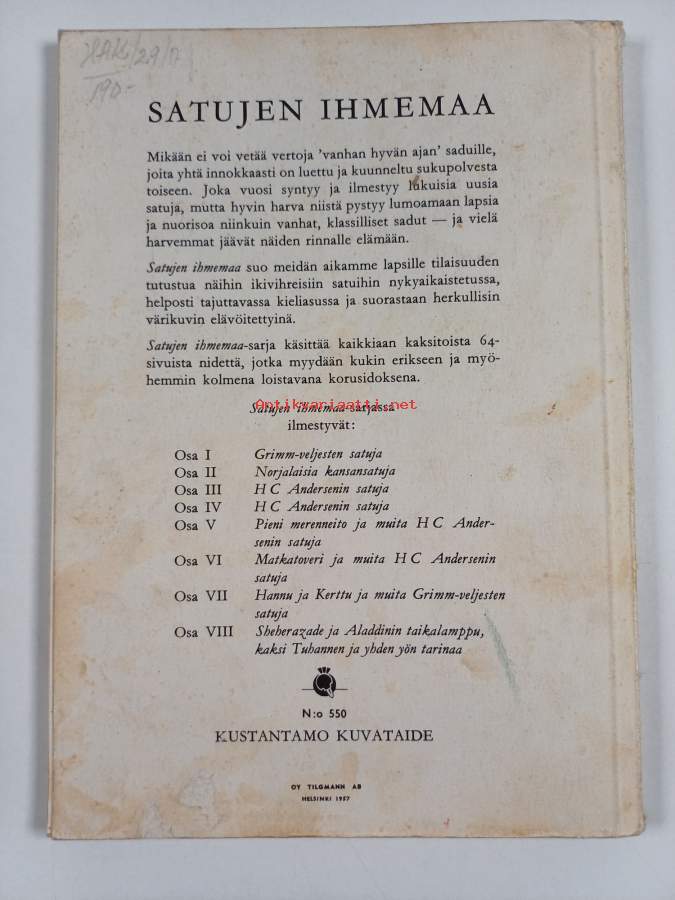 HAK/29/7
190-
SATUJEN IHMEMAA
Mikään ei voi vetää vertoja 'vanhan hyvän ajan' saduille,
joita yhtä innokkaasti on luettu ja kuunneltu sukupolvesta
toiseen. Joka vuosi syntyy ja ilmestyy lukuisia uusia
satuja, mutta hyvin harva niistä pystyy lumoamaan lapsia
ja nuorisoa niinkuin vanhat, klassilliset sadut — ja vielä
harvemmat jäävät näiden rinnalle elämään.
Satujen ihmemaa suo meidän aikamme lapsille tilaisuuden
tutustua näihin ikivihreisiin satuihin nykyaikaistetussa,
helposti tajuttavassa kieliasussa ja suorastaan herkullisin
värikuvin elävöitettyinä.
Satujen ihmemaa-sarja käsittää kaikkiaan kaksitoista 64-
sivuista nidettä, jotka myydään kukin erikseen ja myö-
hemmin kolmena loistavana korusidoksena.
Antikvariaatti.net
Satujen ihmemaa-sarjassa
ilmestyvät:
Osa I Grimm-veljesten satuja
Osa II Norjalaisia kansansatuja
Osa III H C Andersenin satuja
Osa IV H C Andersenin satuja
Osa V Pieni merenneito ja muita H C Ander-
senin satuja
Osa VI Matkatoveri ja muita H C Andersenin
satuja
Osa VII Hannu ja Kerttu ja muita Grimm-veljesten
satuja
Osa VIII Sheherazade ja Aladdinin taikalamppu,
kaksi Tuhannen ja yhden yön tarinaa
N:o 550
KUSTANTAMO KUVATAIDE
OY TILGMANN AB
HELSINKI 1957